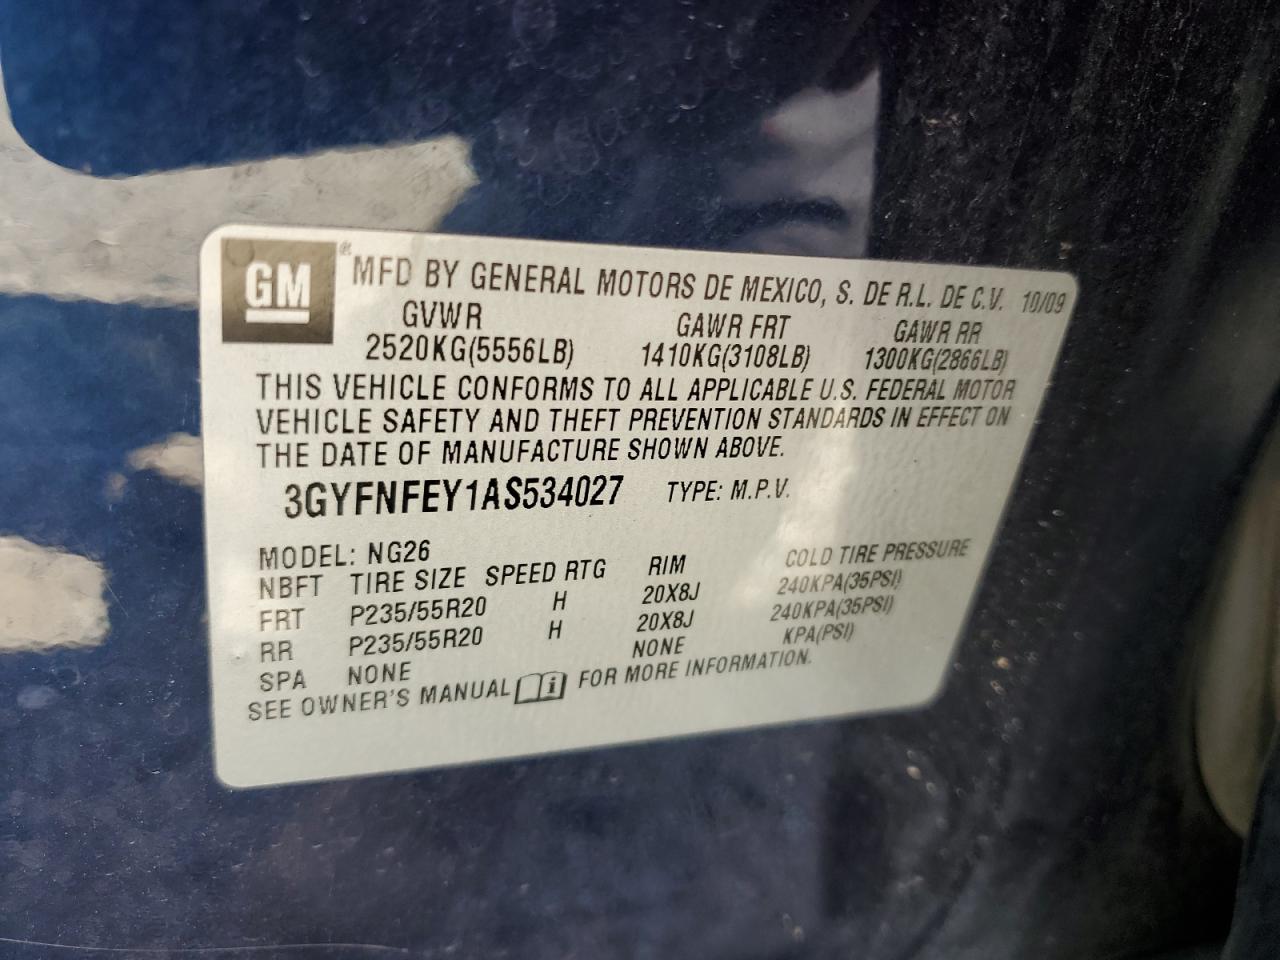 GM ® MFD BY GENERAL MOTORS DE MEXICO, S. DE R.L. DE C.V. 10/09
GVWR GAWR FRT GAWR RR
2520KG(5556LB) 1410KG(3108LB) 1300KG(2866LB)
THIS VEHICLE CONFORMS TO ALL APPLICABLE U.S. FEDERAL MOTOR
VEHICLE SAFETY AND THEFT PREVENTION STANDARDS IN EFFECT ON
THE DATE OF MANUFACTURE SHOWN ABOVE.
3GYFNFEY1AS534027 TYPE: M.P.V.
MODEL: NG26
NBFT TIRE SIZE SPEED RTG RIM COLD TIRE PRESSURE
FRT P235/55R20 H 20X8J 240KPA(35PSI)
RR P235/55R20 H 20X8J 240KPA(35PSI)
SPA NONE NONE KPA(PSI)
SEE OWNER'S MANUAL i FOR MORE INFORMATION.